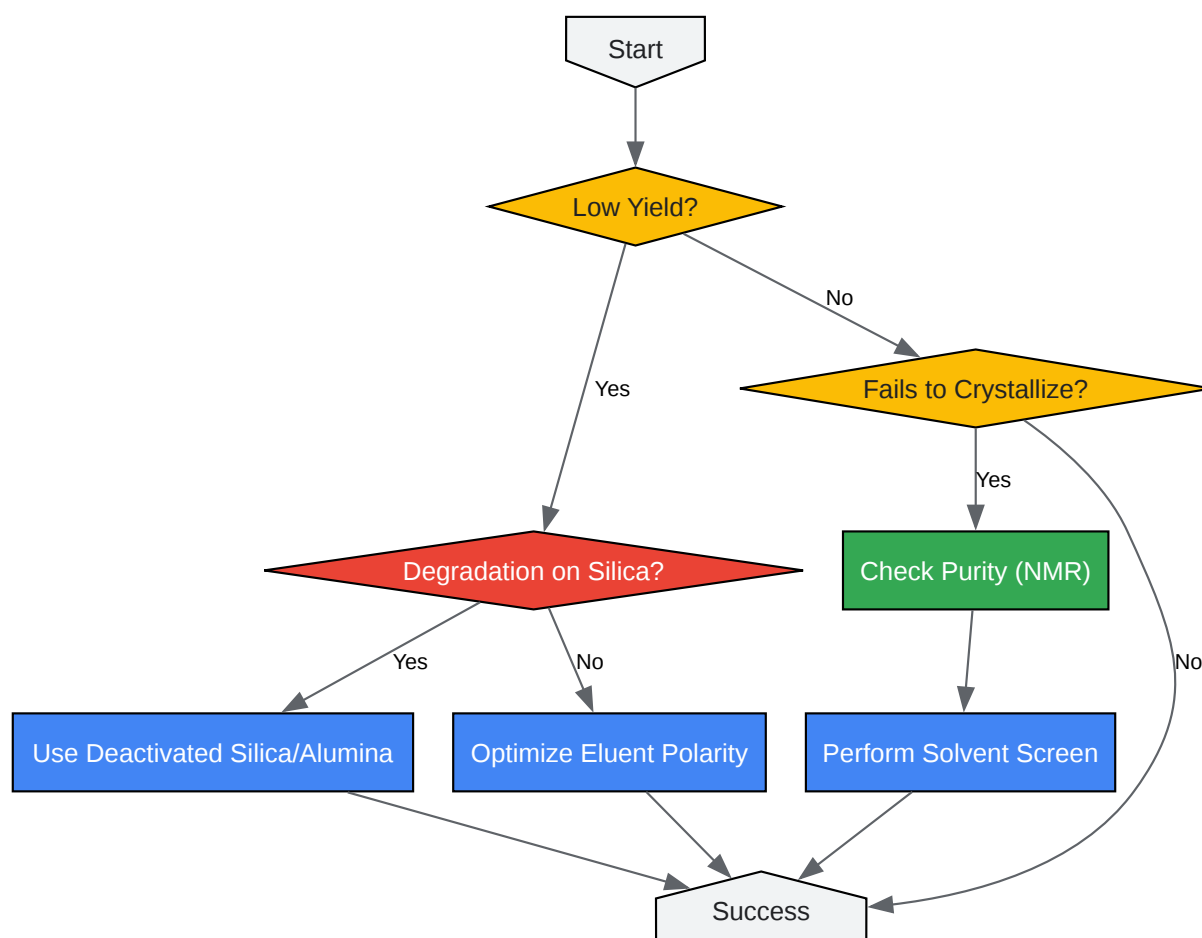 Start
Low Yield?
No
Yes
Fails to Crystallize?
Yes
Degradation on Silica?
Check Purity (NMR)
Yes
No
No
Use Deactivated Silica/Alumina
Optimize Eluent Polarity
Perform Solvent Screen
Success